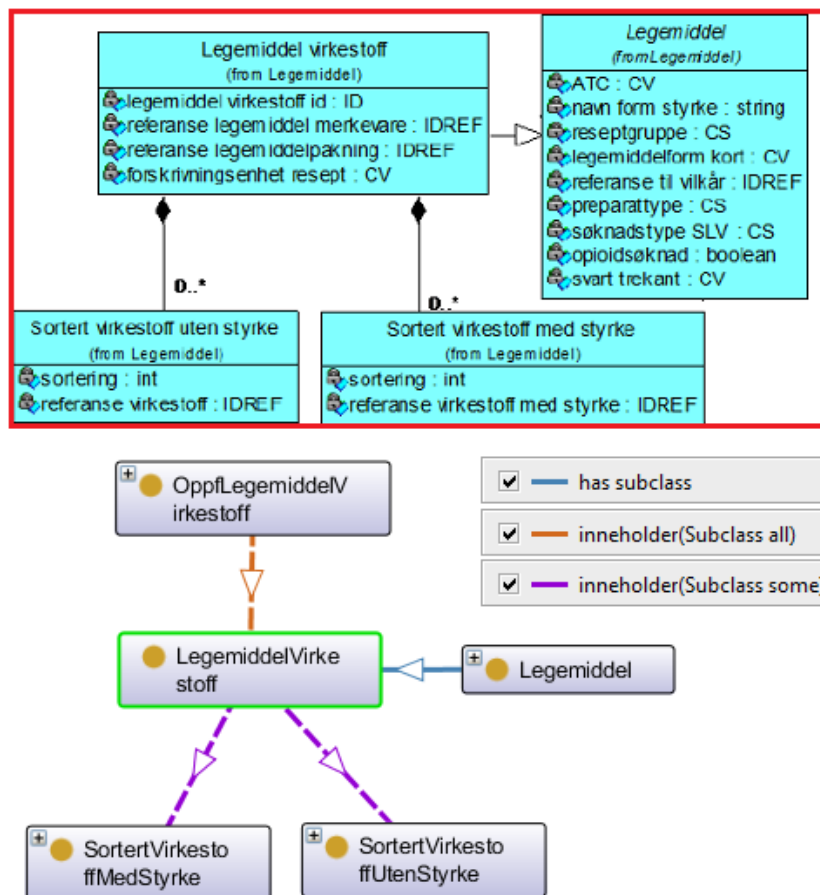 Legemiddel virkestoff
(from Legemiddel)
legemiddel virkestoff id : ID
referanse legemiddel merkevare : IDREF
referanse legemiddelpakning : IDREF
forskrivningsenhet resept : CV
Legemiddel
(from Legemiddel)
ATC : CV
navn form styrke : string
reseptgruppe : CS
legemiddelform kort : CV
referanse til vilkår : IDREF
preparattype : CS
søknadstype SLV : CS
opioidsøknad : boolean
svart trekant : CV
0..*
0..*
Sortert virkestoff uten styrke
(from Legemiddel)
sortering : int
referanse virkestoff : IDREF
Sortert virkestoff med styrke
(from Legemiddel)
sortering : int
referanse virkestoff med styrke : IDREF
OppfLegemiddelV
irkestoff
has subclass
inneholder(Subclass all)
inneholder(Subclass some)
LegemiddelVirke
stoff
Legemiddel
SortertVirkesto
ffMedStyrke
SortertVirkesto
ffUtenStyrke